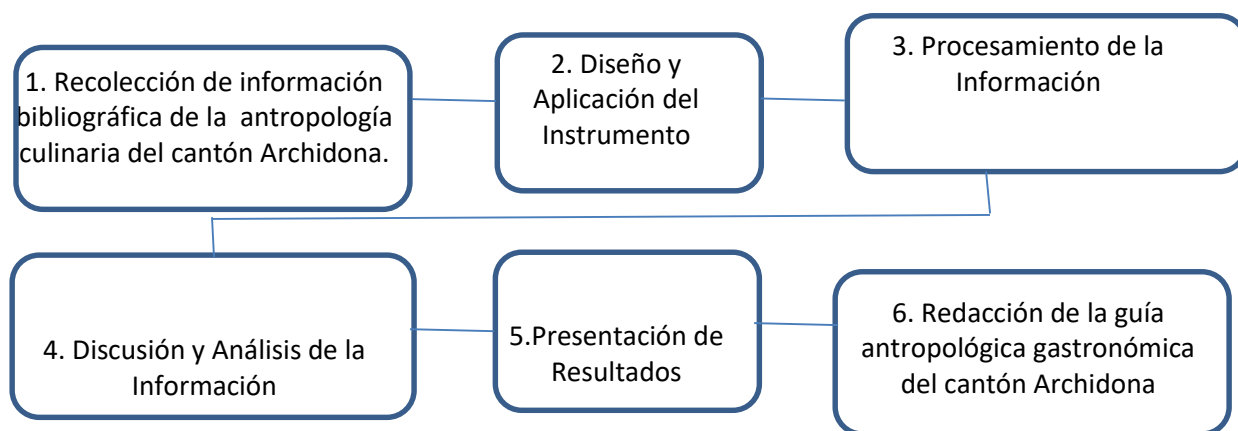 1. Recolección de información
bibliográfica de la antropología
culinaria del cantón Archidona.
2. Diseño y
Aplicación del
Instrumento
3. Procesamiento de la
Información
4. Discusión y Análisis de la
Información
5.Presentación de
Resultados
6. Redacción de la guía
antropológica gastronómica
del cantón Archidona